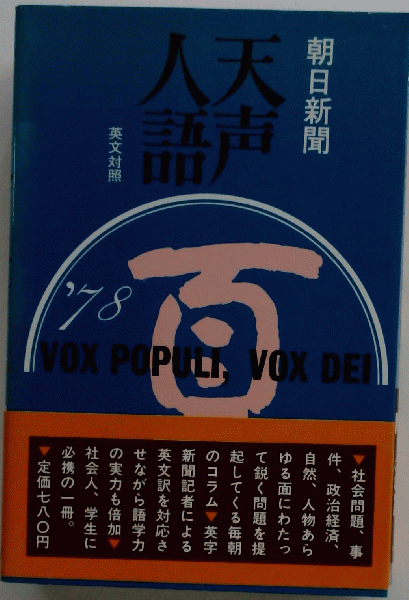 朝日新聞
天声
人語
英文対照
'78
百
VOX POPULI, VOX DEI
▼社会問題、事
件、政治経済、
自然、人物あら
ゆる面にわたっ
て鋭く問題を提
起してくる毎朝
のコラム▼英字
新聞記者による
英文訳を対応さ
せながら語学力
の実力も倍加▼
社会人、学生に
必携の一冊。
▼定価七八〇円